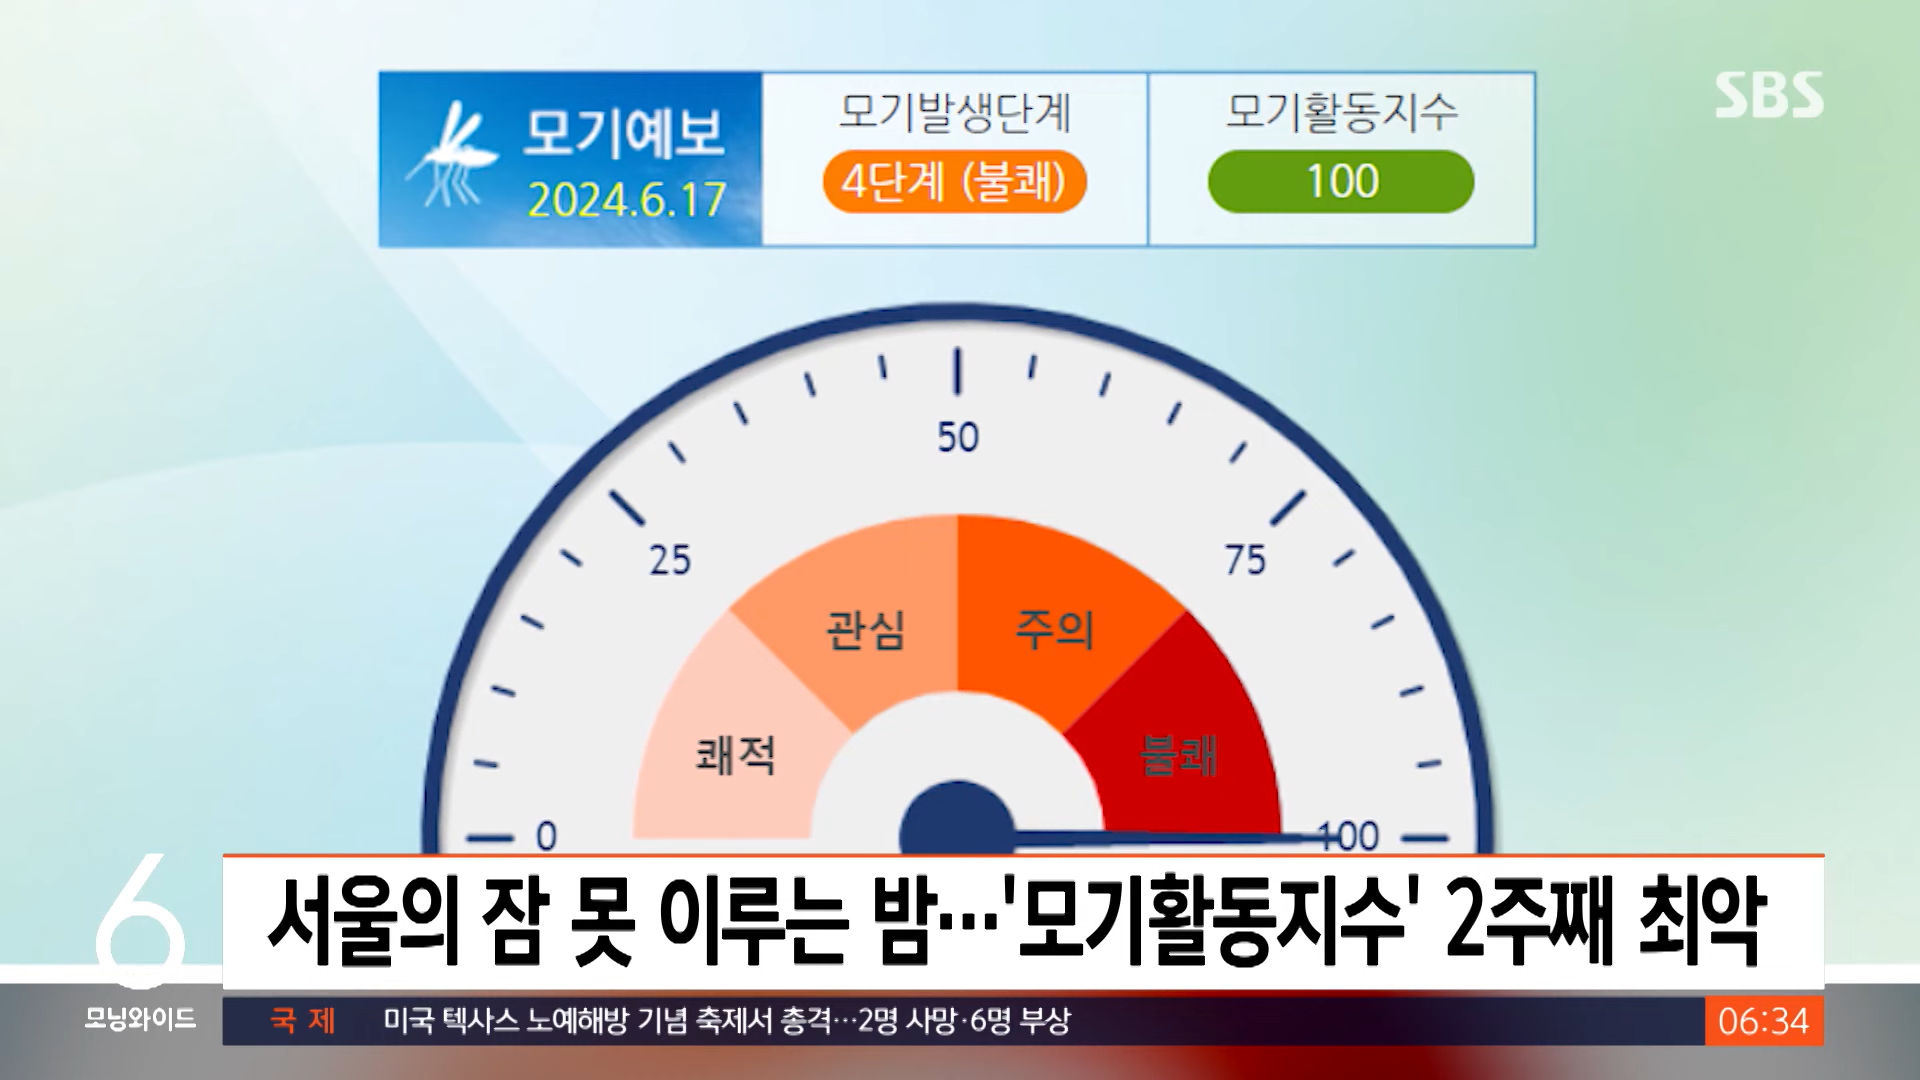 모기예보
2024.6.17
모기발생단계
4단계 (불쾌)
모기활동지수
100
SBS
50
25
75
관심
주의
쾌적
불쾌
0
100
6
서울의 잠 못 이루는 밤…'모기활동지수' 2주째 최악
모닝와이드
국제
미국 텍사스 노예해방 기념 축제서 총격…2명 사망·6명 부상
06:34